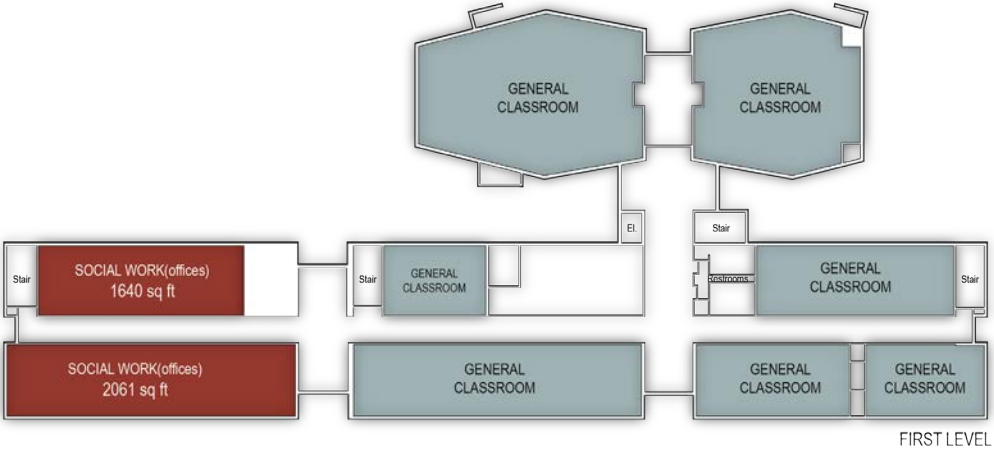 GENERAL
CLASSROOM
GENERAL
CLASSROOM
El.
Stair
Stair
SOCIAL WORK(offices)
1640 sq ft
Stair
GENERAL
CLASSROOM
Restrooms
GENERAL
CLASSROOM
Stair
SOCIAL WORK(offices)
2061 sq ft
GENERAL
CLASSROOM
GENERAL
CLASSROOM
GENERAL
CLASSROOM
FIRST LEVEL